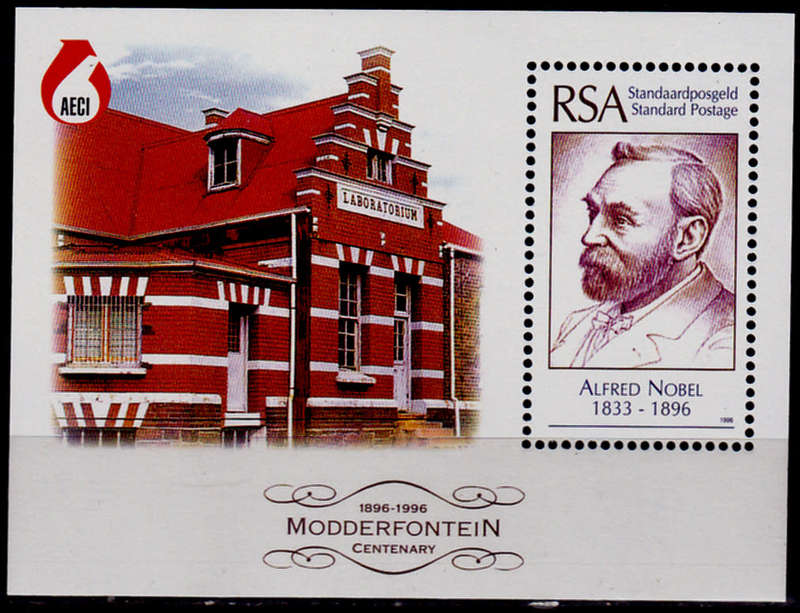 AECI
LABORATORIUM
RSA
Standaardposgeld
Standard Postage
ALFRED NOBEL
1833 - 1896
1996
1896-1996
MODDERFONTEIN
CENTENARY